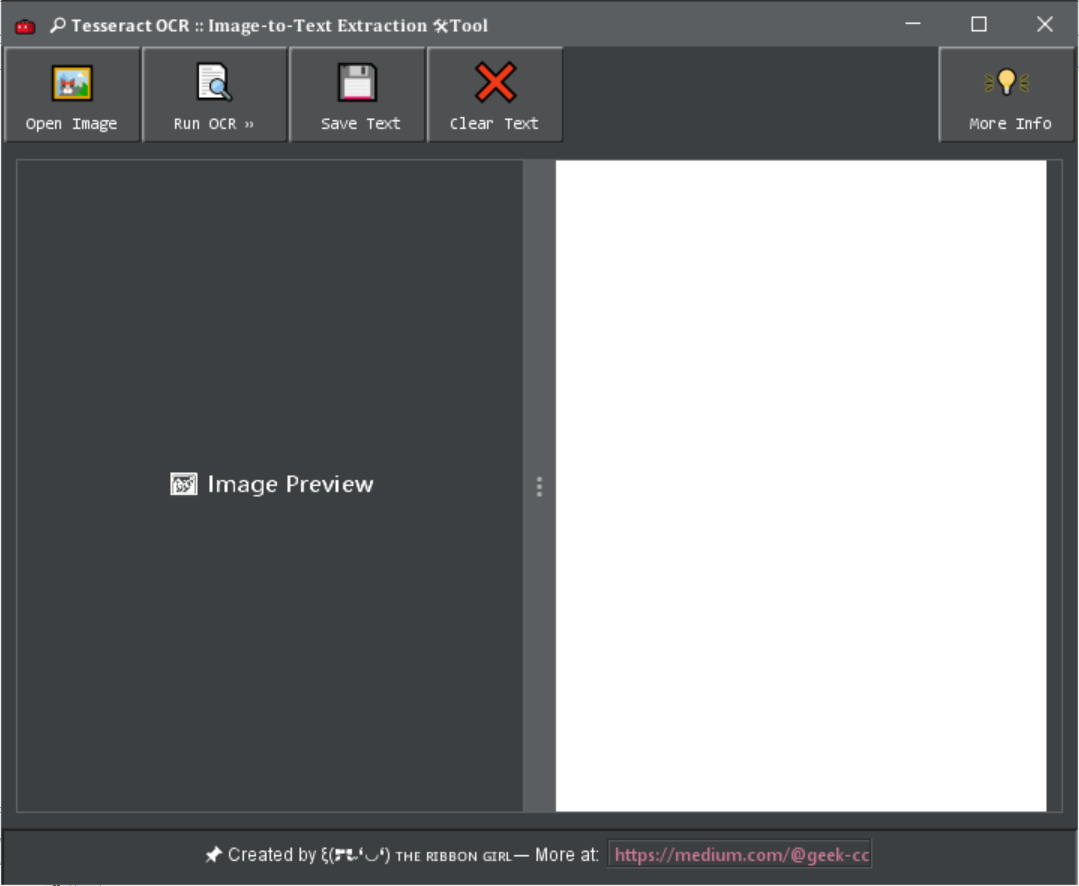 Tesseract OCR :: Image-to-Text Extraction 🛠Tool
Open Image
Run OCR »
Save Text
Clear Text
More Info
Image Preview
Created by ξ( ) THE RIBBON GIRL— More at: https://medium.com/@geek-cc